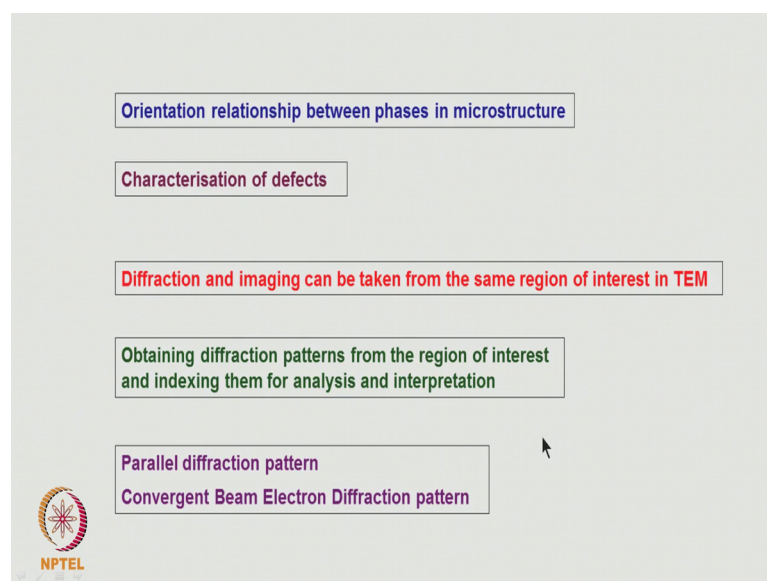 Orientation relationship between phases in microstructure
Characterisation of defects
Diffraction and imaging can be taken from the same region of interest in TEM
Obtaining diffraction patterns from the region of interest
and indexing them for analysis and interpretation
Parallel diffraction pattern
Convergent Beam Electron Diffraction pattern
NPTEL